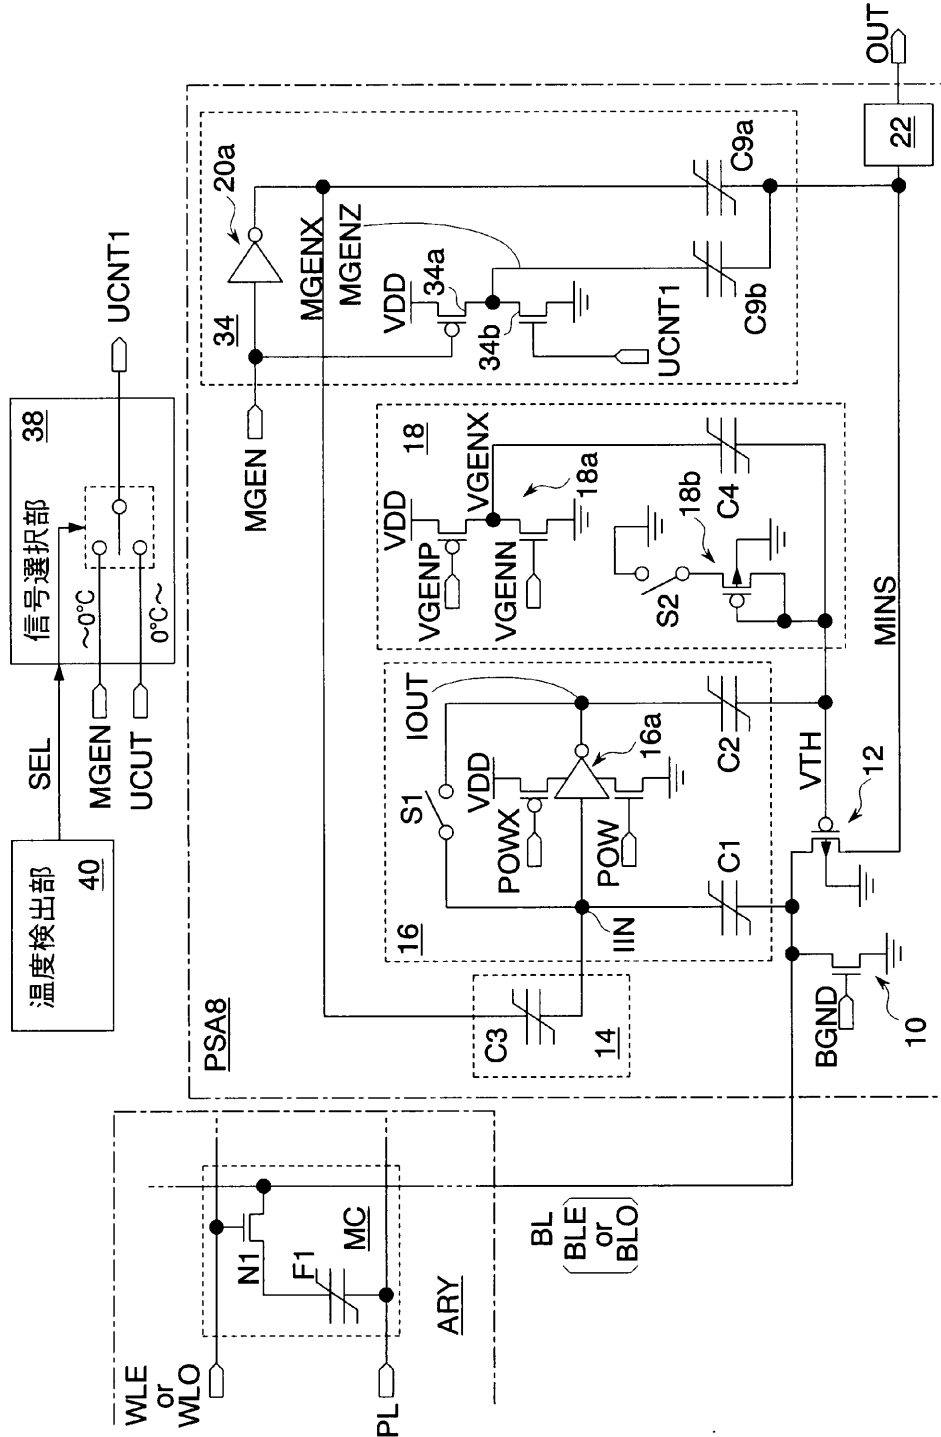 温度検出部
40
SEL
信号選択部
38
~0°C
0°C~
MGEN
UCUT
UCNT1
WLE
or
WLO
PL
N1
F1
MC
ARY
BL
BLE
or
BLO
PSA8
34
20a
MGEN
MGENX
MGENZ
VDD
34a
34b
UCNT1
C9a
C9b
18
VDD
VGENP
VGENX
VGENN
18a
S2
18b
C4
16
S1
IOUT
VDD
POWX
POW
16a
IIN
C1
C2
C3
14
BGND
10
VTH
12
MINS
22
OUT